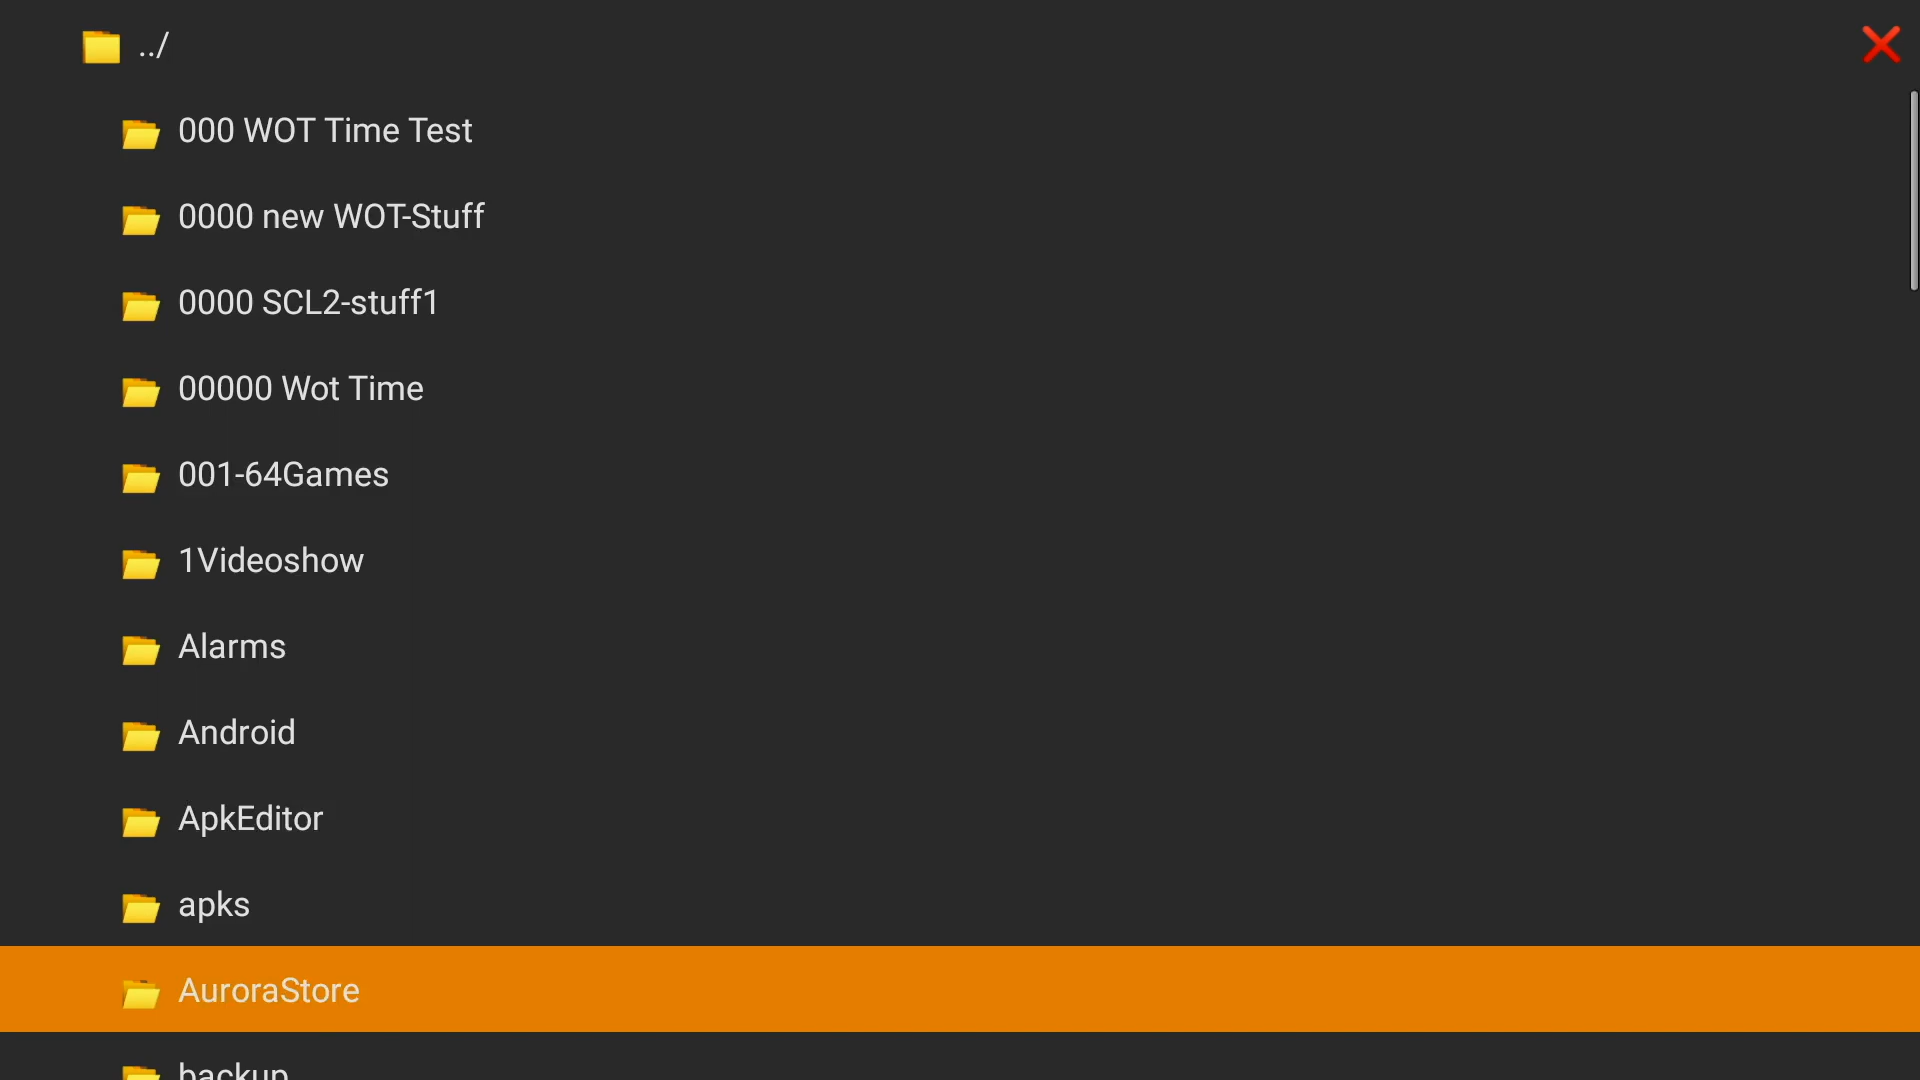 ../
000 WOT Time Test
0000 new WOT-Stuff
0000 SCL2-stuff1
00000 Wot Time
001-64Games
1Videoshow
Alarms
Android
ApkEditor
apks
AuroraStore
backup